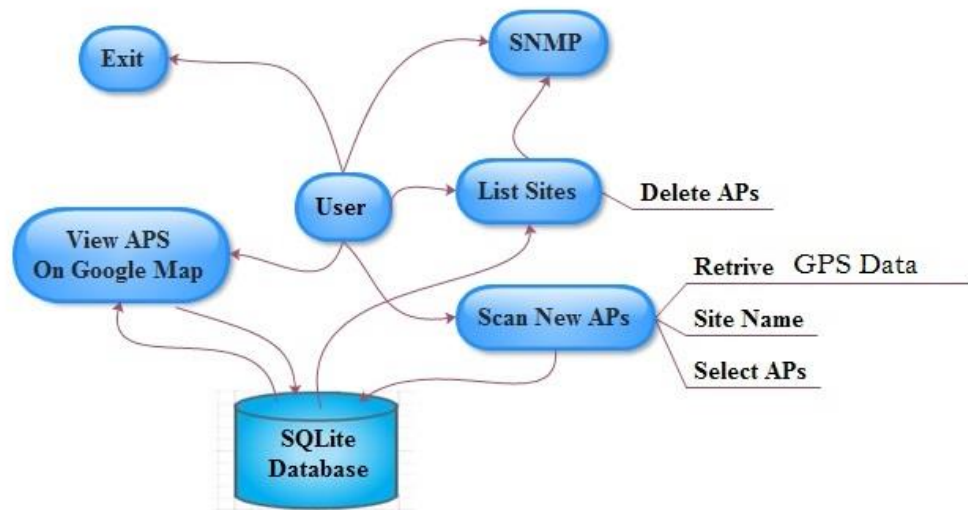 SNMP
Exit
List Sites
Delete APs
User
View APS
On Google Map
Retrive GPS Data
Scan New APs
Site Name
Select APs
SQLite
Database